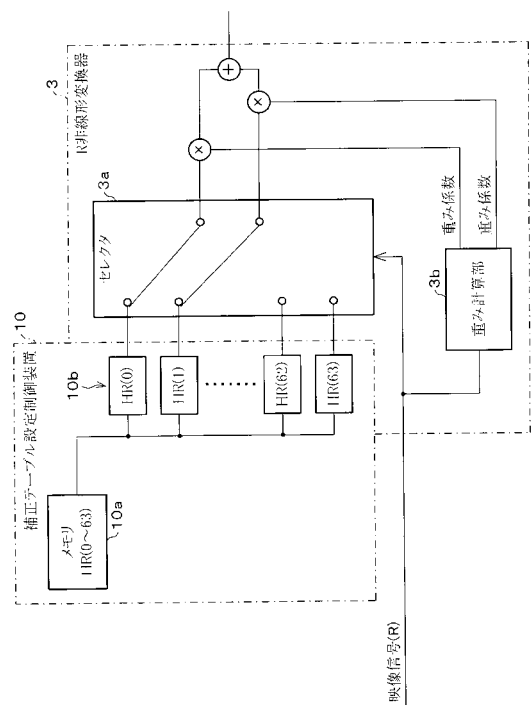 10
補正テーブル設定制御装置
メモリ
HR(0～63)
10a
10b
HR(0)
HR(1)
HR(62)
HR(63)
3
R非線形変換器
3a
セレクタ
×
×
+
重み係数
重み係数
3b
重み計算部
映像信号(R)